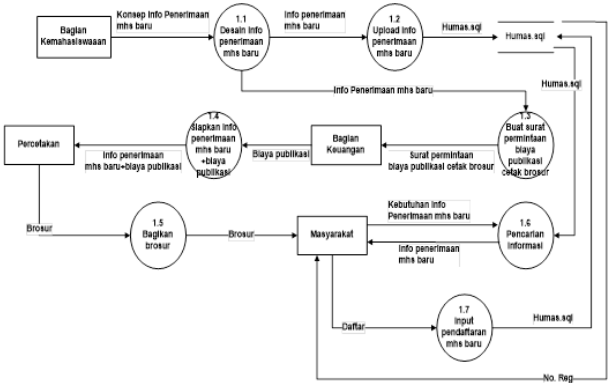 Bagian
Kemahasiswaaan
Konsep Info Penerimaan
mhs baru
1.1
Desain info
penerimaan
mhs baru
Info penerimaan
mhs baru
1.2
Upload info
penerimaan
mhs baru
Humas.sql
Humas.sql
Humas.sql
Info Penerimaan mhs baru
Percetakan
Info penerimaan
mhs baru+biaya publikasi
1.4
Siapkan info
penerimaan
mhs baru
+biaya
publikasi
Biaya publikasi
Bagian
Keuangan
Surat permintaan
biaya publikasi cetak brosur
1.3
Buat surat
permintaan
biaya
publikasi
cetak brosur
Brosur
1.5
Bagikan
brosur
Brosur
Masyarakat
Kebutuhan info
Penerimaan mhs baru
Info penerimaan
mhs baru
1.6
Pencarian
informasi
Daftar
1.7
Input
pendaftaran
mhs baru
Humas.sql
No. Reg